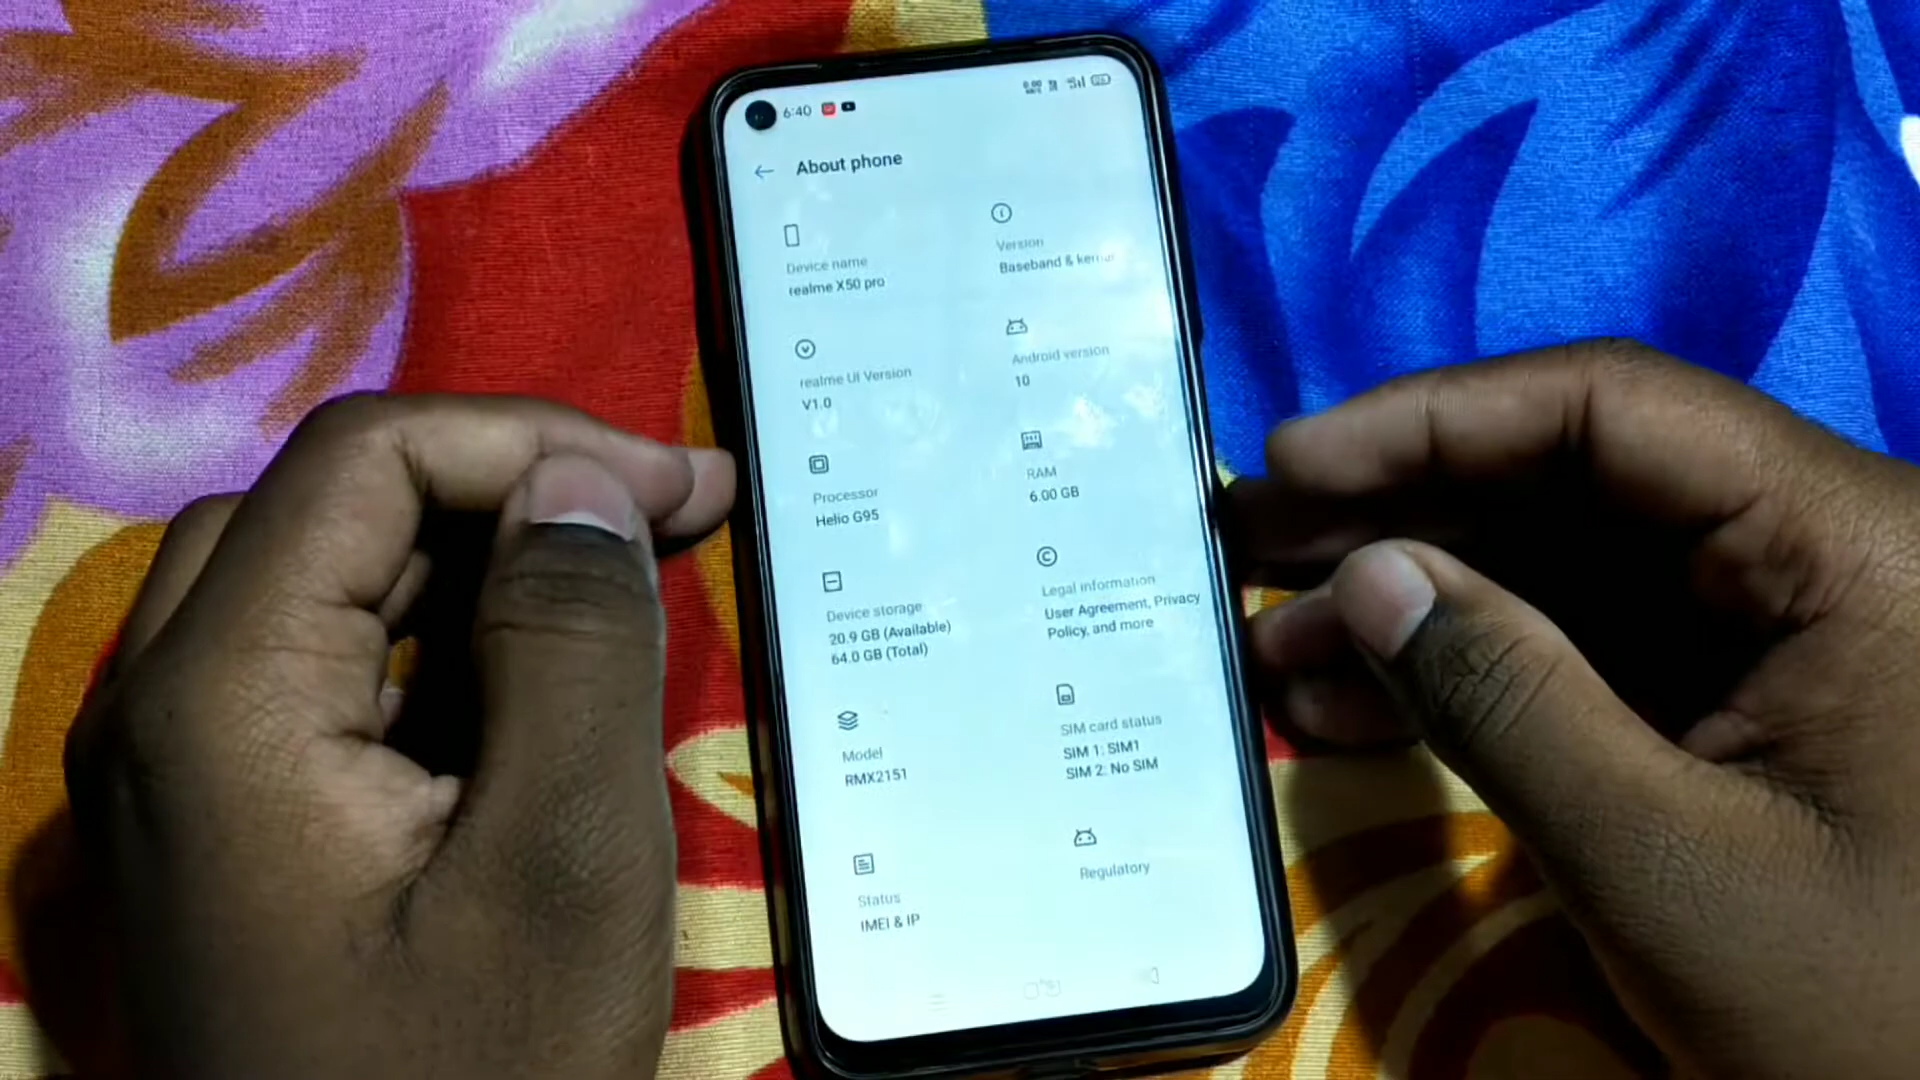 6:40
About phone
Device name
realme X50 pro
Version
Baseband & kernel
realme UI Version
V1.0
Android version
10
Processor
Helio G95
RAM
6.00 GB
Device storage
20.9 GB (Available)
64.0 GB (Total)
Legal information
User Agreement, Privacy
Policy, and more
Model
RMX2151
SIM card status
SIM 1: SIM1
SIM 2: No SIM
Status
IMEI & IP
Regulatory